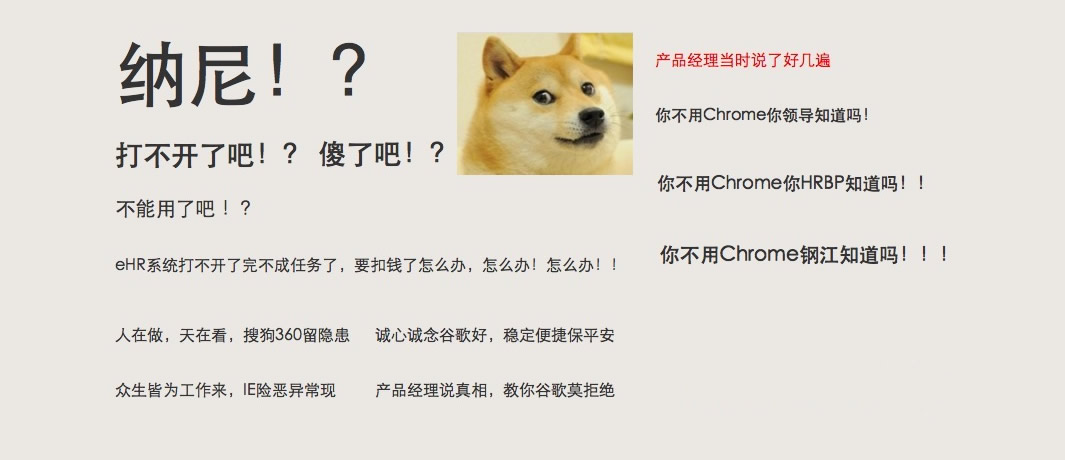 纳尼！？
打不开了吧！？ 傻了吧！？
不能用了吧！？
eHR系统打不开了完不成任务了，要扣钱了怎么办，怎么办！怎么办！！
人在做，天在看，搜狗360留隐患 诚心诚念谷歌好，稳定便捷保平安
众生皆为工作来，IE险恶异常现 产品经理说真相，教你谷歌莫拒绝
产品经理当时说了好几遍
你不用Chrome你领导知道吗！
你不用Chrome你HRBP知道吗！！
你不用Chrome钢江知道吗！！！